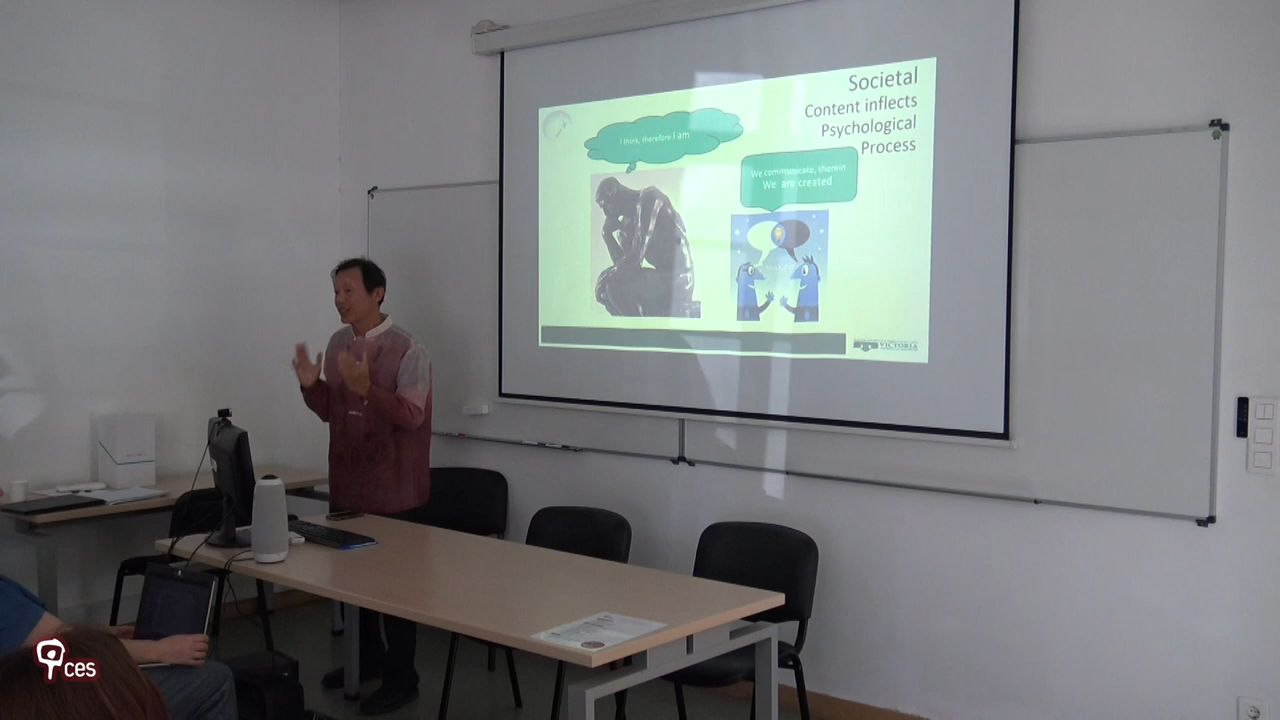 Societal
Content inflects
Psychological
Process
I think, therefore I am
We communicate, therein
We are created
VICTORIA
ces